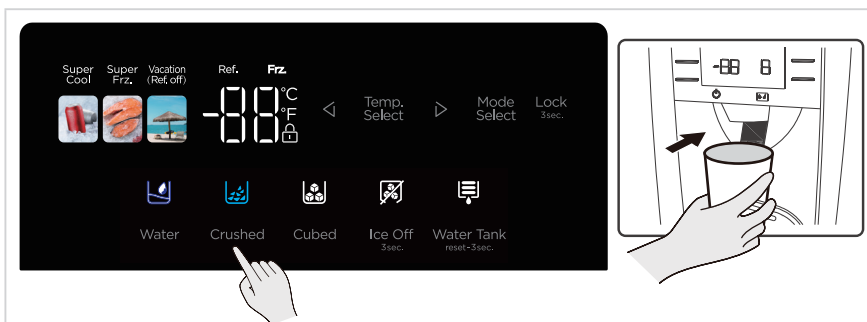 Super Cool
Super Frz.
Vacation (Ref. off)
Ref.
Frz.
-88
°C
°F
Temp. Select
Mode Select
Lock
3sec.
-88 8
Water
Crushed
Cubed
Ice Off
3sec.
Water Tank
reset-3sec.